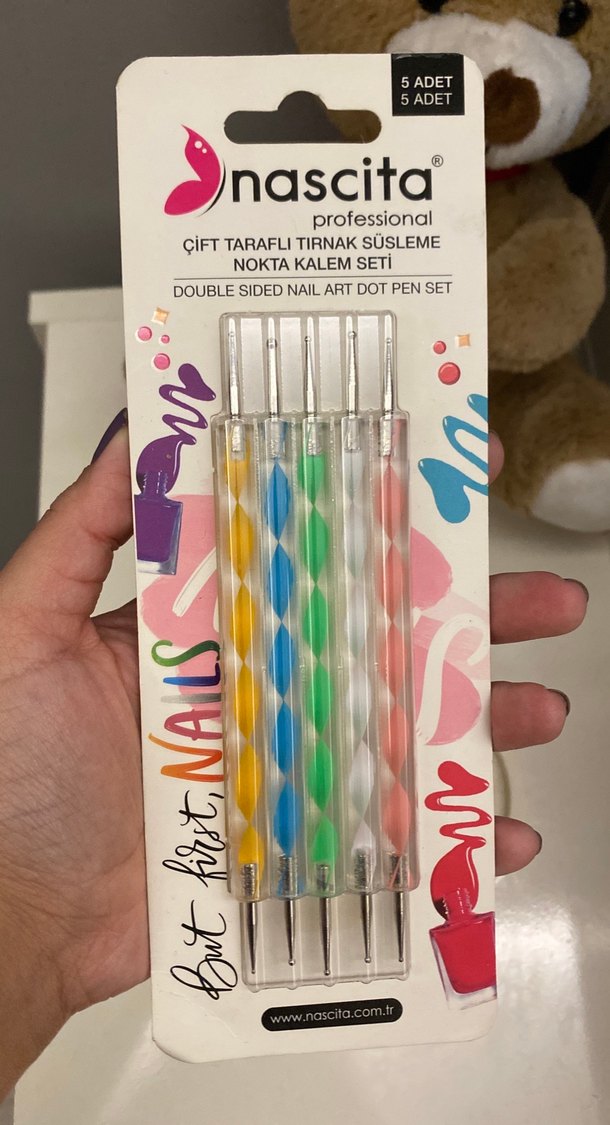 5 ADET
5 ADET
nascita®
professional
ÇİFT TARAFLI TIRNAK SÜSLEME
NOKTA KALEM SETİ
DOUBLE SIDED NAIL ART DOT PEN SET
But first, NAILS
www.nascita.com.tr